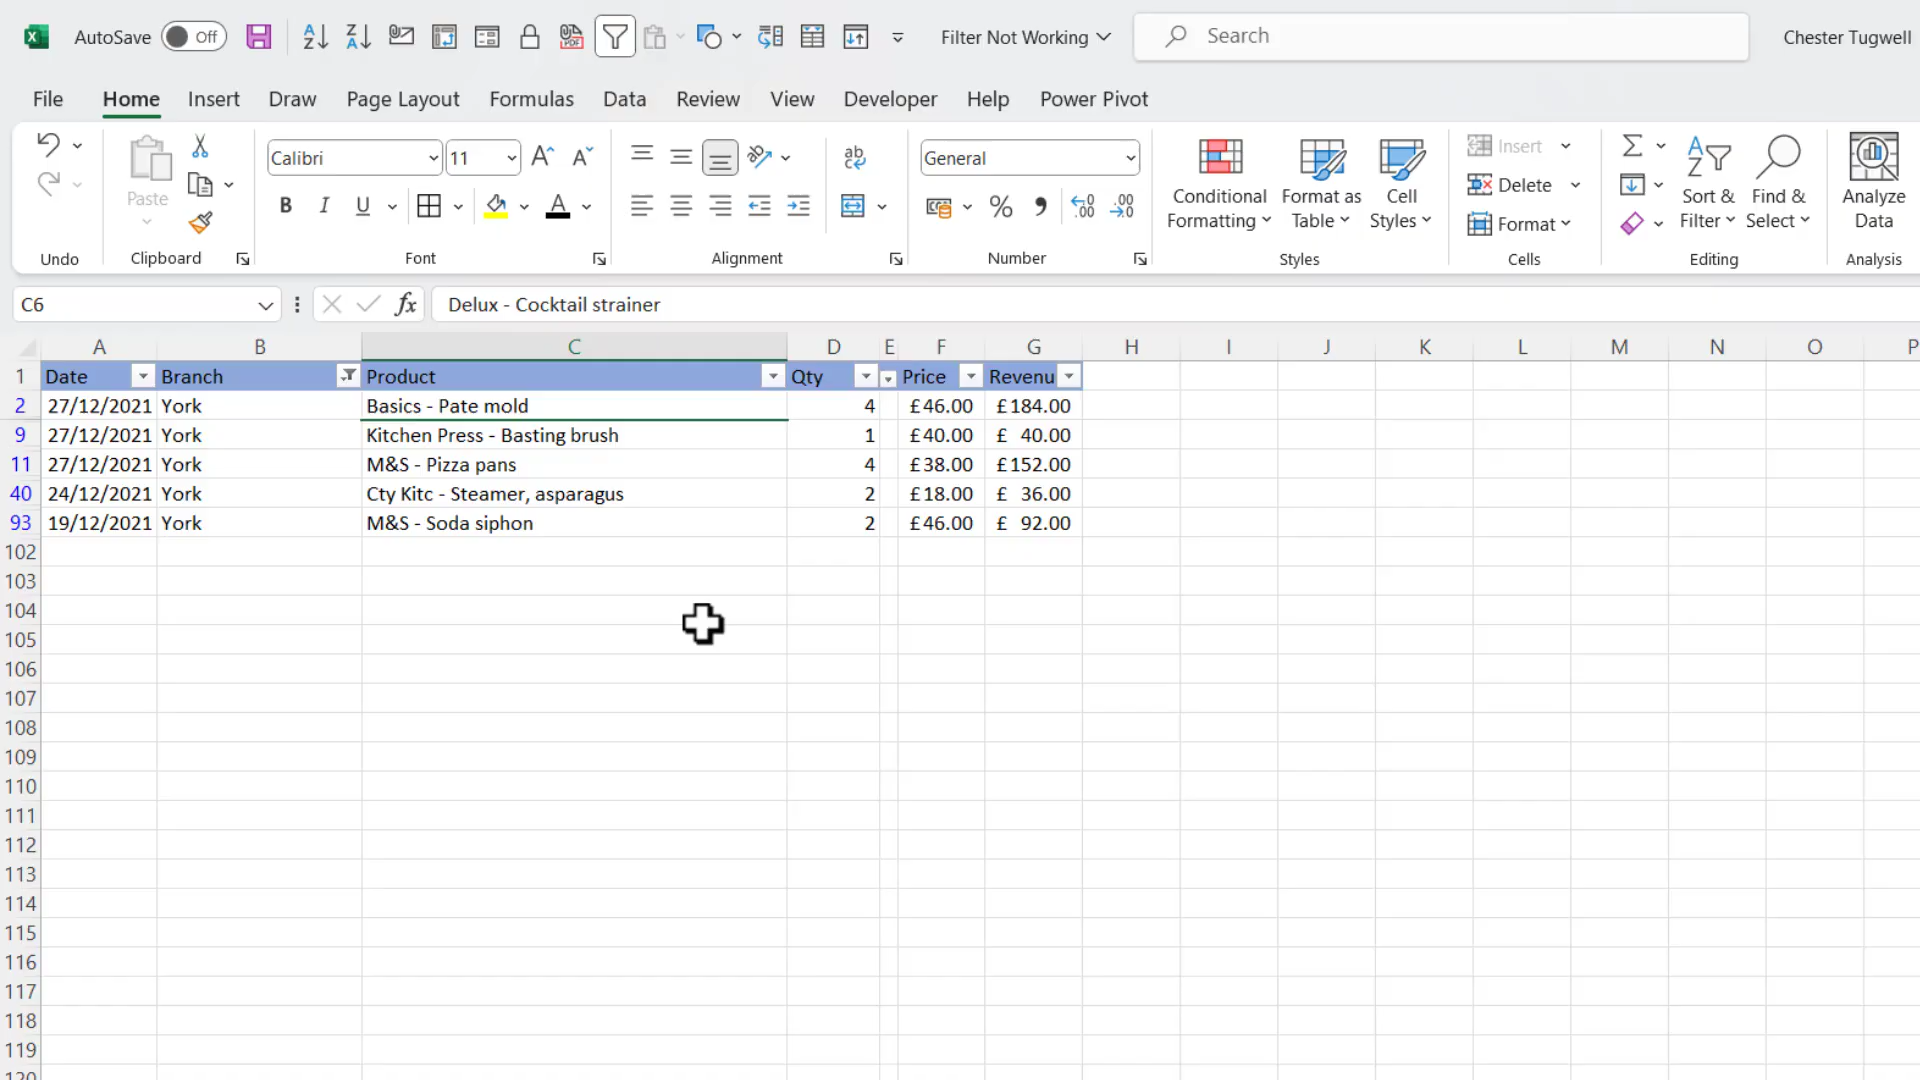 AutoSave Off Filter Not Working Search Chester Tugwell
File Home Insert Draw Page Layout Formulas Data Review View Developer Help Power Pivot
Paste
Calibri 11
B I U A
ab
General
%
Conditional Formatting
Format as Table
Cell Styles
Insert
Delete
Format
Sort & Filter
Find & Select
Analyze Data
Undo Clipboard Font Alignment Number Styles Cells Editing Analysis
C6 fx Delux - Cocktail strainer
A B C D E F G H I J K L M N O P
1 Date Branch Product Qty Price Revenu
2 27/12/2021 York Basics - Pate mold 4 £46.00 £184.00
9 27/12/2021 York Kitchen Press - Basting brush 1 £40.00 £ 40.00
11 27/12/2021 York M&S - Pizza pans 4 £38.00 £152.00
40 24/12/2021 York Cty Kitc - Steamer, asparagus 2 £18.00 £ 36.00
93 19/12/2021 York M&S - Soda siphon 2 £46.00 £ 92.00
102
103
104
105
106
107
108
109
110
111
112
113
114
115
116
117
118
119
120